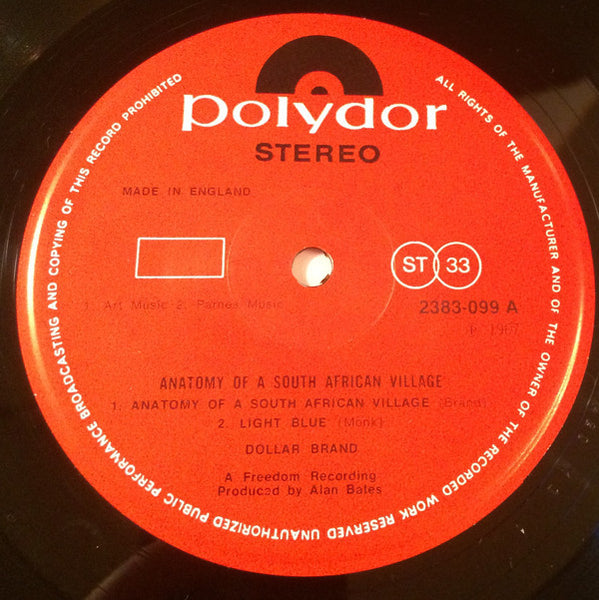 polydor
STEREO
MADE IN ENGLAND
ST 33
1. Art Music 2. Parnes Music
2383-099 A
P 1967
ANATOMY OF A SOUTH AFRICAN VILLAGE
1. ANATOMY OF A SOUTH AFRICAN VILLAGE (Brand)
2. LIGHT BLUE (Monk)
DOLLAR BRAND
A Freedom Recording
Produced by Alan Bates
ALL RIGHTS OF THE MANUFACTURER AND OF THE OWNER OF THE RECORDED WORK RESERVED UNAUTHORIZED PUBLIC PERFORMANCE BROADCASTING AND COPYING OF THIS RECORD PROHIBITED